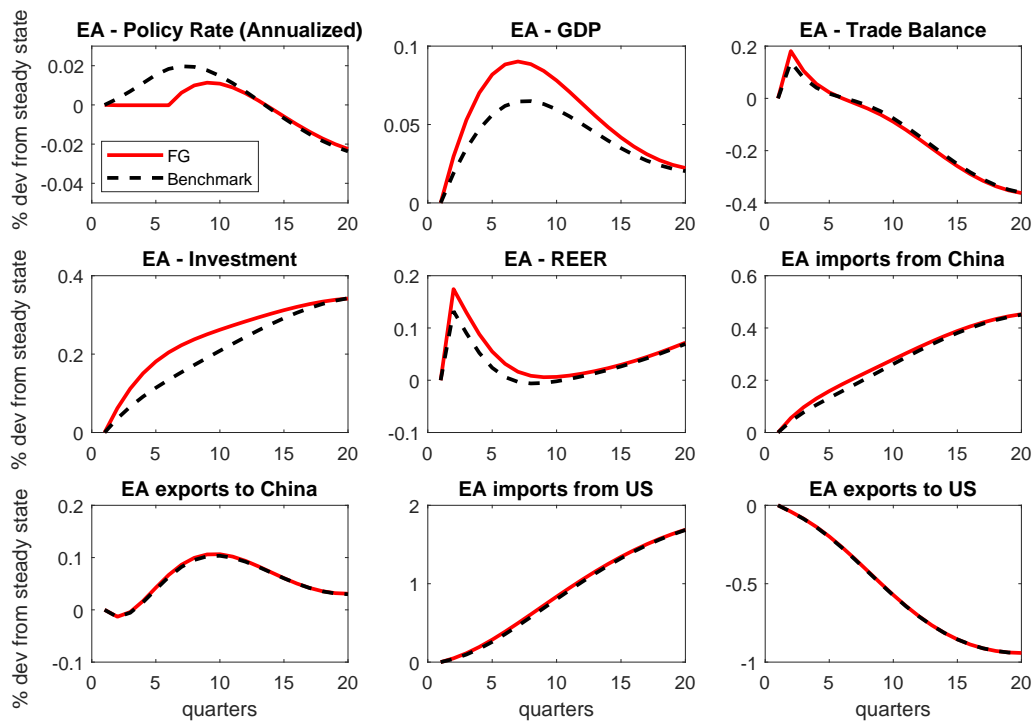 EA - Policy Rate (Annualized)
% dev from steady state
0.02
0
-0.02
-0.04
FG
Benchmark
0 5 10 15 20
EA - GDP
0.1
0.05
0
0 5 10 15 20
EA - Trade Balance
0.2
0
-0.2
-0.4
0 5 10 15 20
EA - Investment
% dev from steady state
0.4
0.2
0
0 5 10 15 20
EA - REER
0.2
0.1
0
-0.1
0 5 10 15 20
EA imports from China
0.6
0.4
0.2
0
0 5 10 15 20
EA exports to China
% dev from steady state
0.2
0.1
0
-0.1
0 5 10 15 20
quarters
EA imports from US
2
1
0
0 5 10 15 20
quarters
EA exports to US
0
-0.5
-1
0 5 10 15 20
quarters